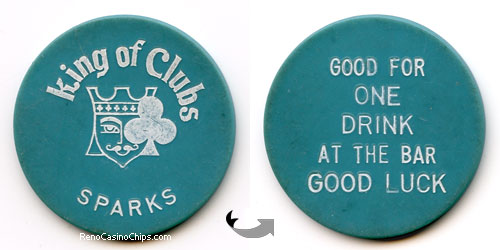 King of Clubs
SPARKS
GOOD FOR
ONE
DRINK
AT THE BAR
GOOD LUCK
RenoCasinoChips.com